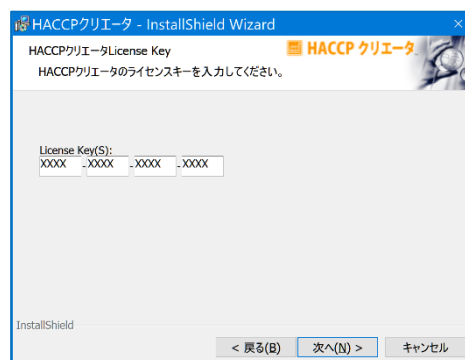 HACCPクリエータ - InstallShield Wizard
HACCPクリエータLicense Key
HACCP クリエータ
HACCPクリエータのライセンスキーを入力してください。
License Key(S):
XXXX - XXXX - XXXX - XXXX
InstallShield
< 戻る(B) 次へ(N) > キャンセル